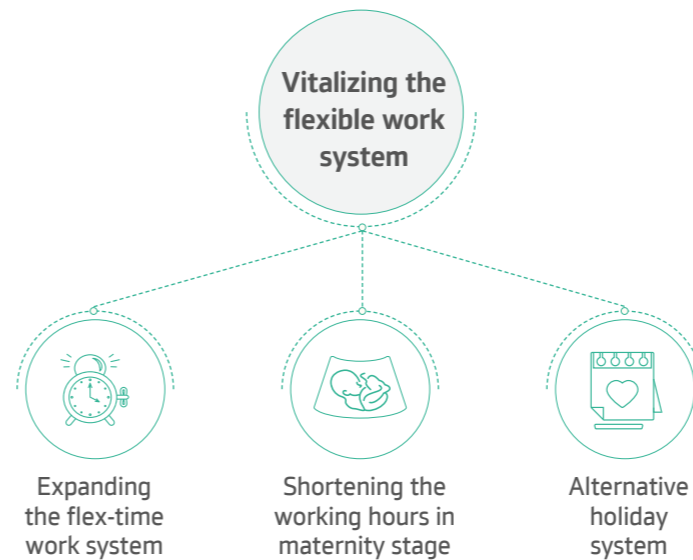 Vitalizing the
flexible work
system
Expanding
the flex-time
work system
Shortening the
working hours in
maternity stage
Alternative
holiday
system